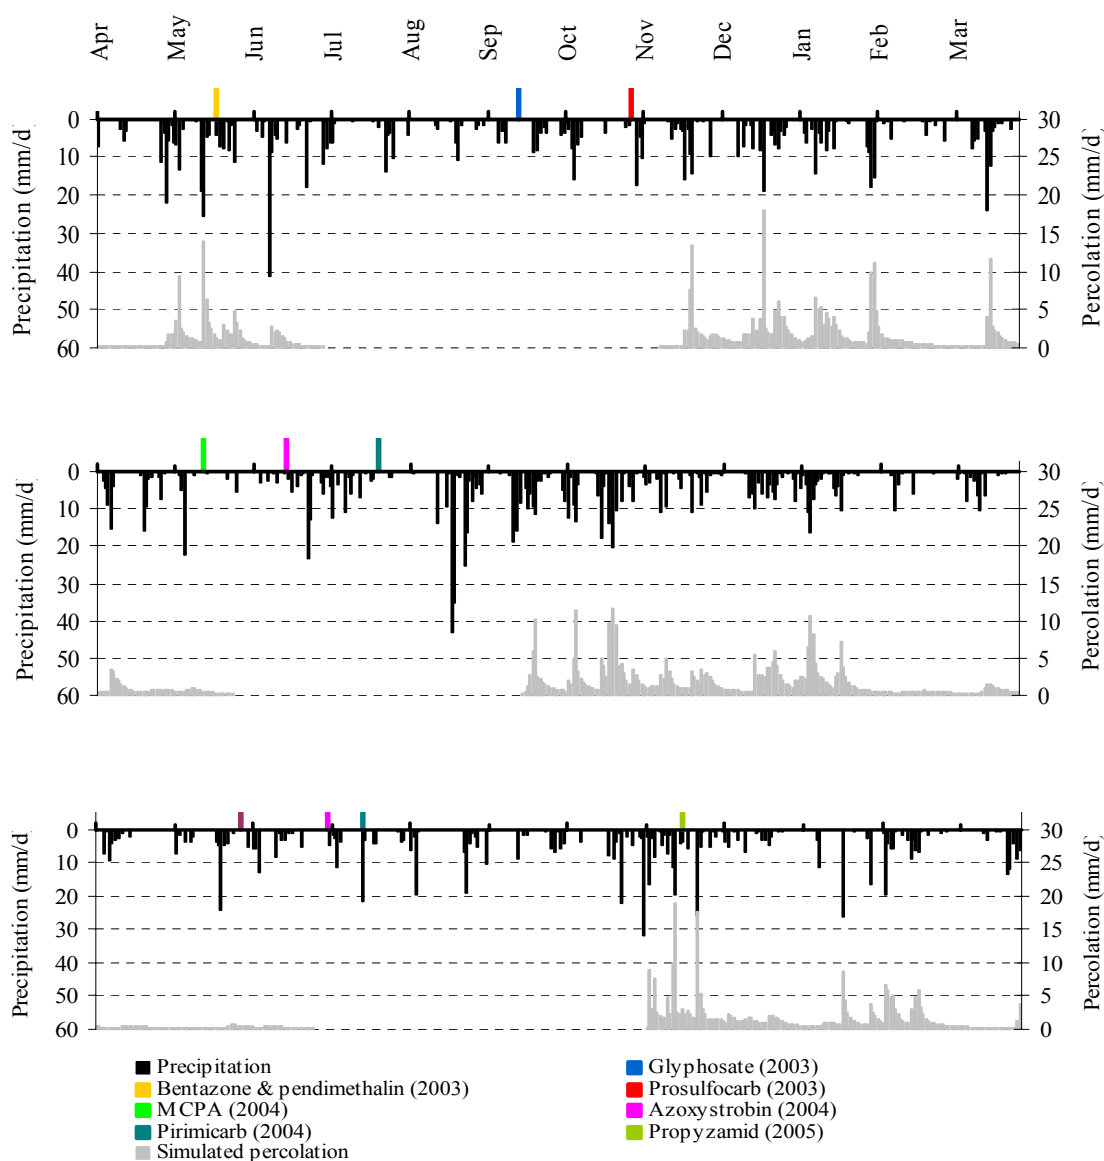 Apr May Jun Jul Aug Sep Oct Nov Dec Jan Feb Mar
Precipitation (mm/d)
0 10 20 30 40 50 60
30 25 20 15 10 5 0
Percolation (mm/d)
Precipitation (mm/d)
0 10 20 30 40 50 60
30 25 20 15 10 5 0
Percolation (mm/d)
Precipitation (mm/d)
0 10 20 30 40 50 60
30 25 20 15 10 5 0
Percolation (mm/d)
Precipitation
Bentazone & pendimethalin (2003)
MCPA (2004)
Pirimicarb (2004)
Simulated percolation
Glyphosate (2003)
Prosulfocarb (2003)
Azoxystrobin (2004)
Propyzamid (2005)